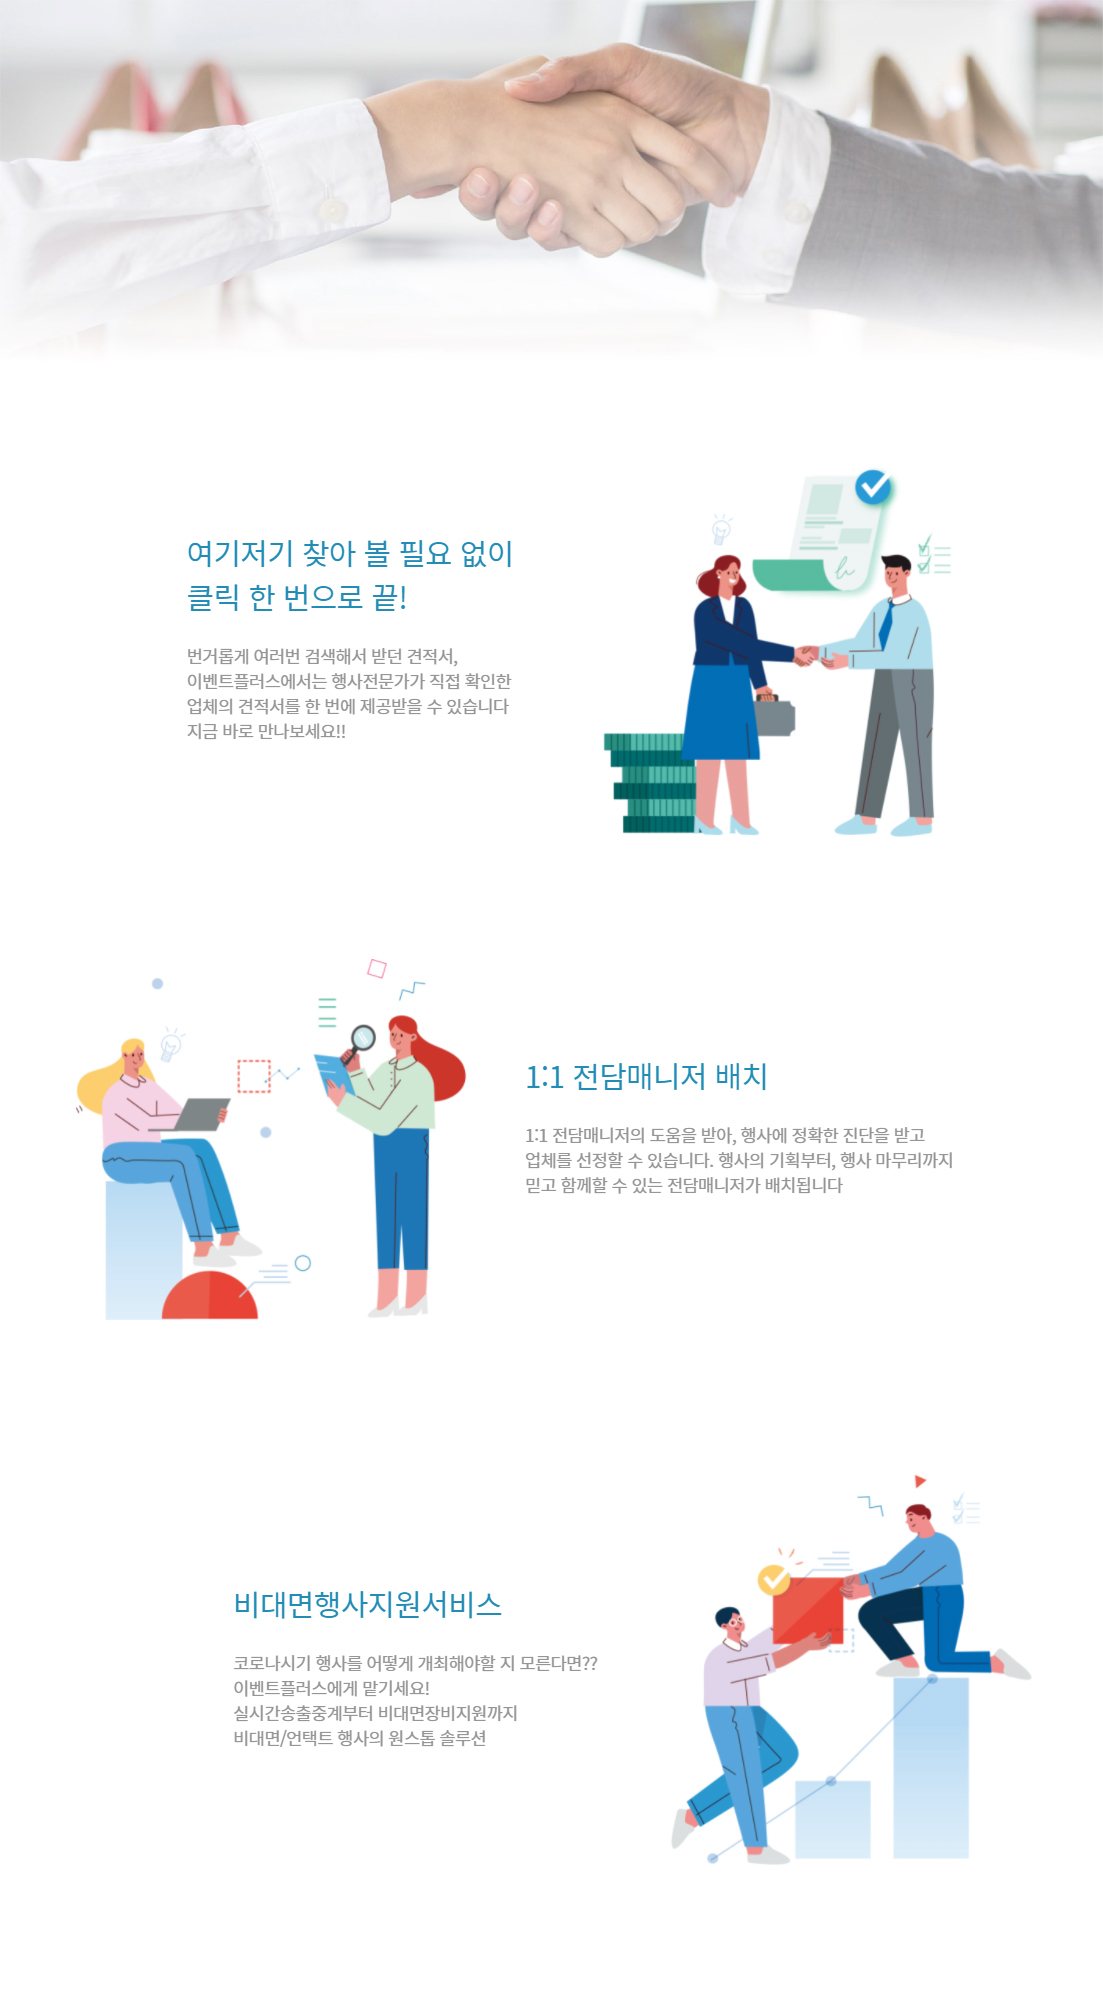 여기저기 찾아 볼 필요 없이
클릭 한 번으로 끝!
번거롭게 여러번 검색해서 받던 견적서,
이벤트플러스에서는 행사전문가가 직접 확인한
업체의 견적서를 한 번에 제공받을 수 있습니다
지금 바로 만나보세요!!
1:1 전담매니저 배치
1:1 전담매니저의 도움을 받아, 행사에 정확한 진단을 받고
업체를 선정할 수 있습니다. 행사의 기획부터, 행사 마무리까지
믿고 함께할 수 있는 전담매니저가 배치됩니다
비대면행사지원서비스
코로나시기 행사를 어떻게 개최해야할 지 모른다면??
이벤트플러스에게 맡기세요!
실시간송출중계부터 비대면장비지원까지
비대면/언택트 행사의 원스톱 솔루션